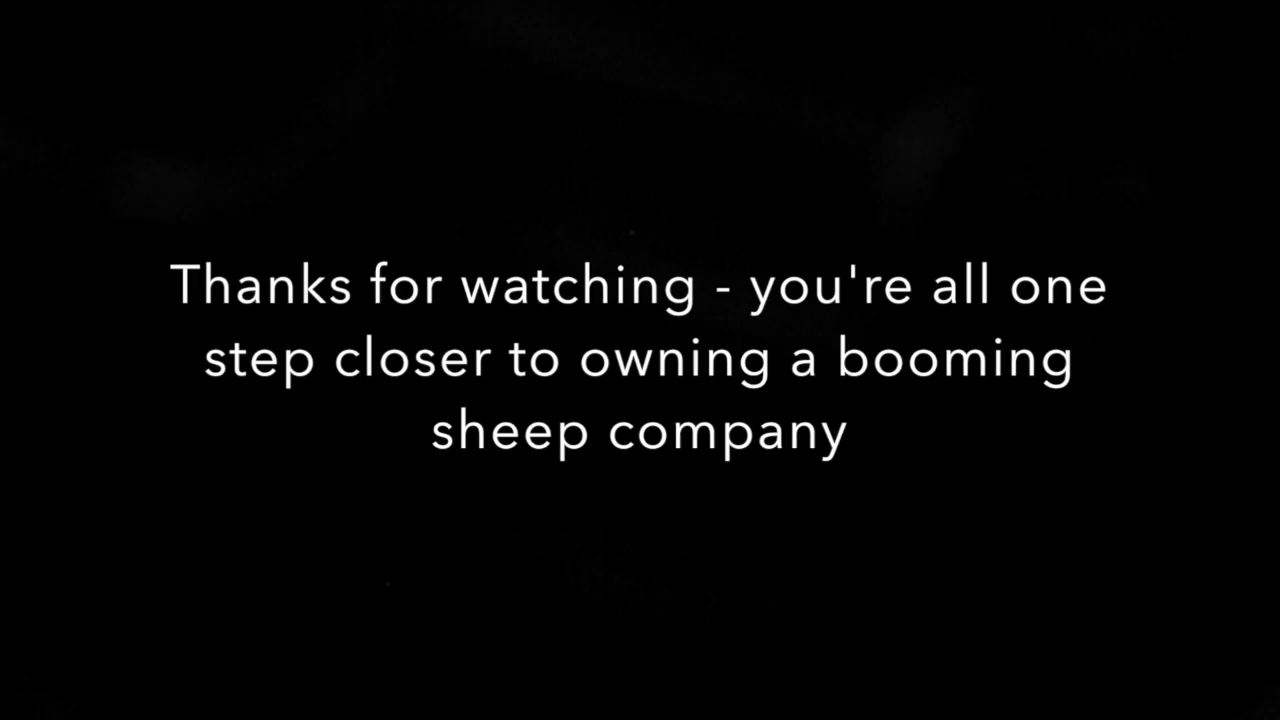 Thanks for watching - you're all one
step closer to owning a booming
sheep company